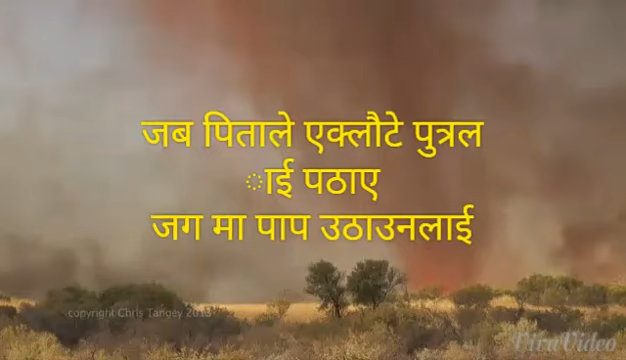 जब पिताले एक्लौटे पुत्रल
ाई पठाए
जग मा पाप उठाउनलाई
copyright Chris Tangey 2013
VivaVideo